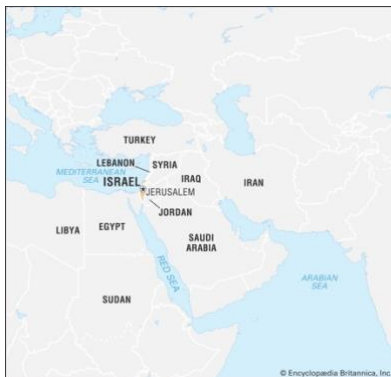 TURKEY
MEDITERRANEAN
SEA
LEBANON
SYRIA
ISRAEL
JERUSALEM
IRAQ
IRAN
JORDAN
LIBYA
EGYPT
SAUDI
ARABIA
RED SEA
ARABIAN
SEA
SUDAN
© Encyclopædia Britannica, Inc.